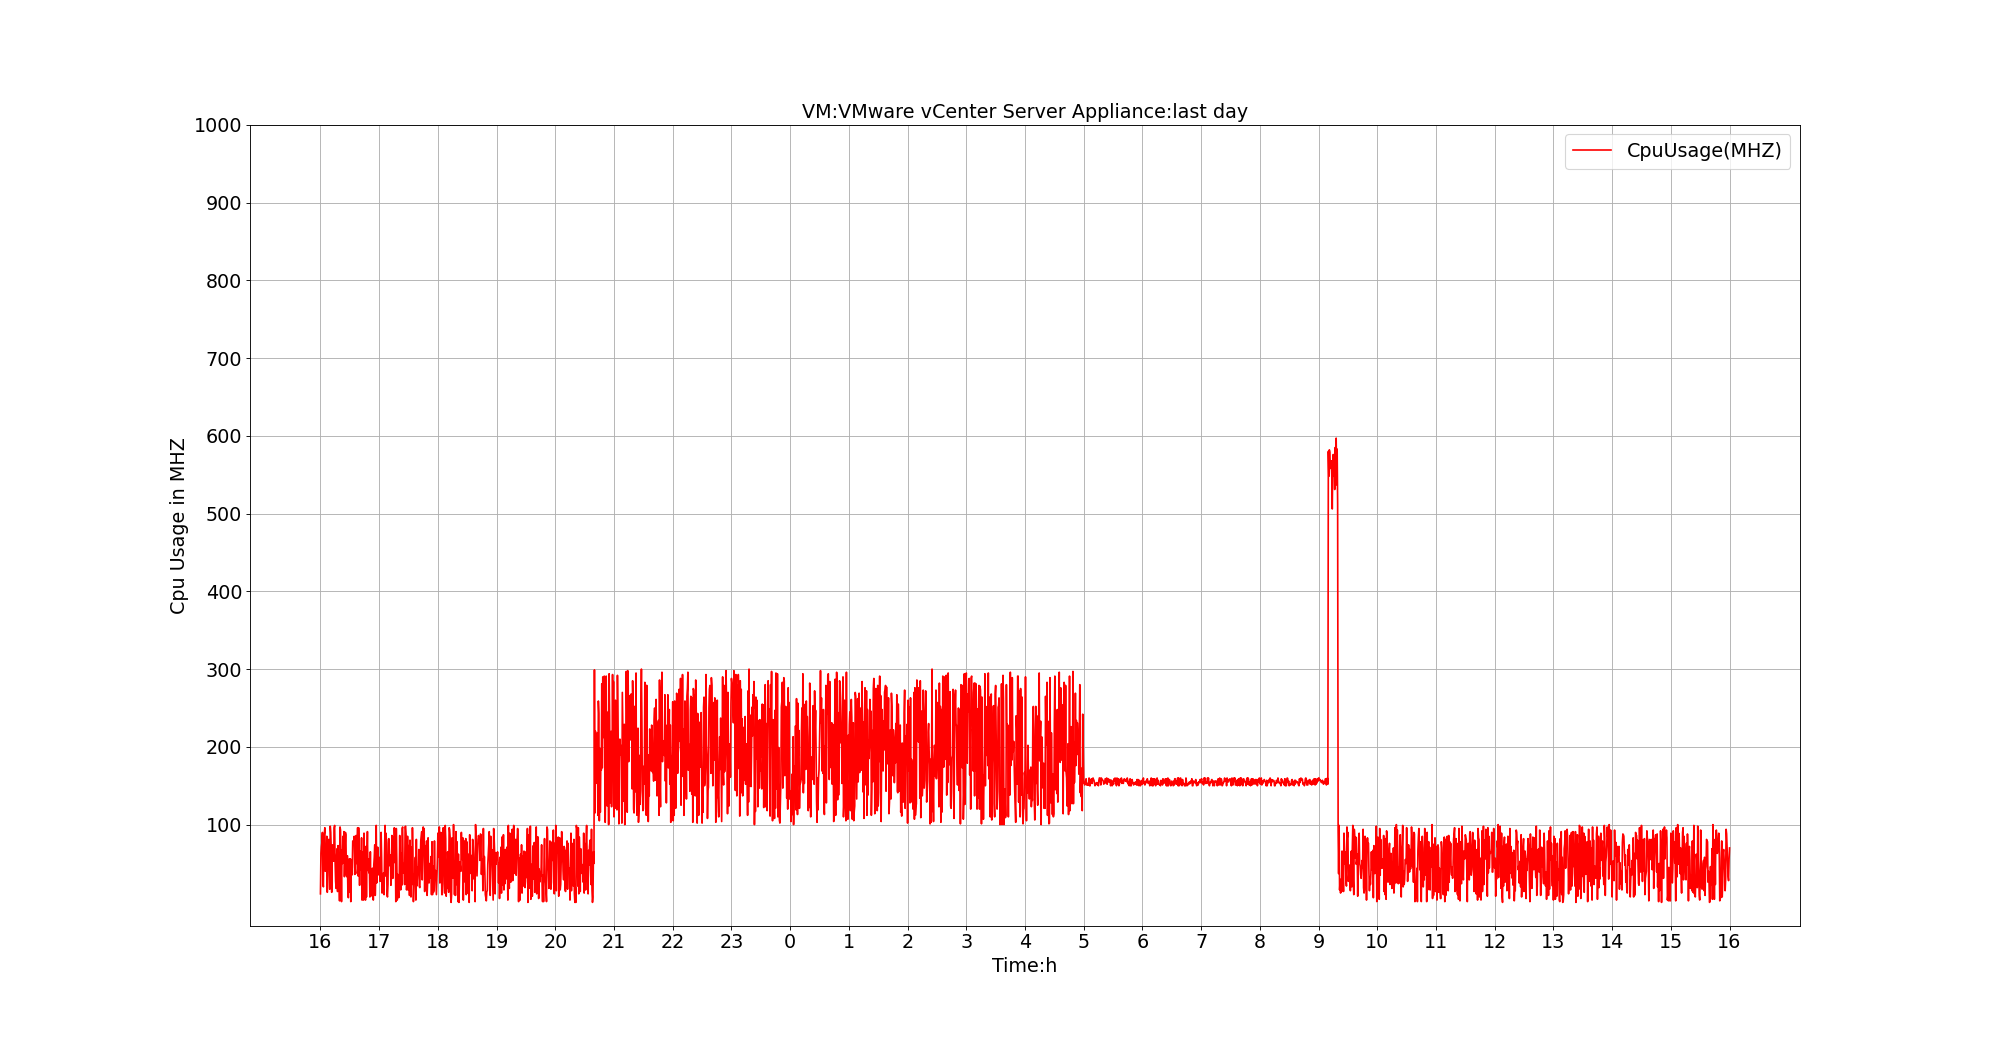 VM:VMware vCenter Server Appliance:last day
CpuUsage(MHZ)
Cpu Usage in MHZ
1000
900
800
700
600
500
400
300
200
100
16 17 18 19 20 21 22 23 0 1 2 3 4 5 6 7 8 9 10 11 12 13 14 15 16
Time:h